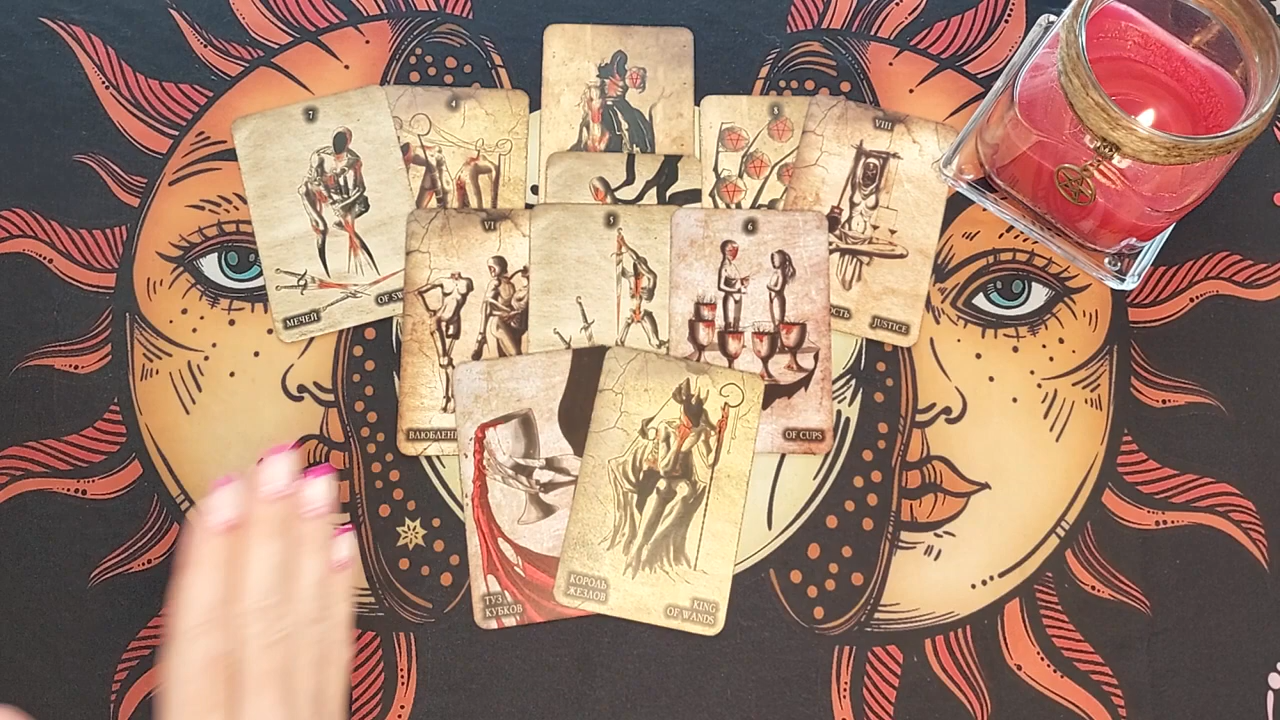 7
4
8
VIII
VI
5
6
МЕЧЕЙ
OF SW
ОСТЬ
JUSTICE
ВЛЮБЛЕН
OF CUPS
ТУЗ
КУБКОВ
КОРОЛЬ
ЖЕЗЛОВ
KING
OF WANDS